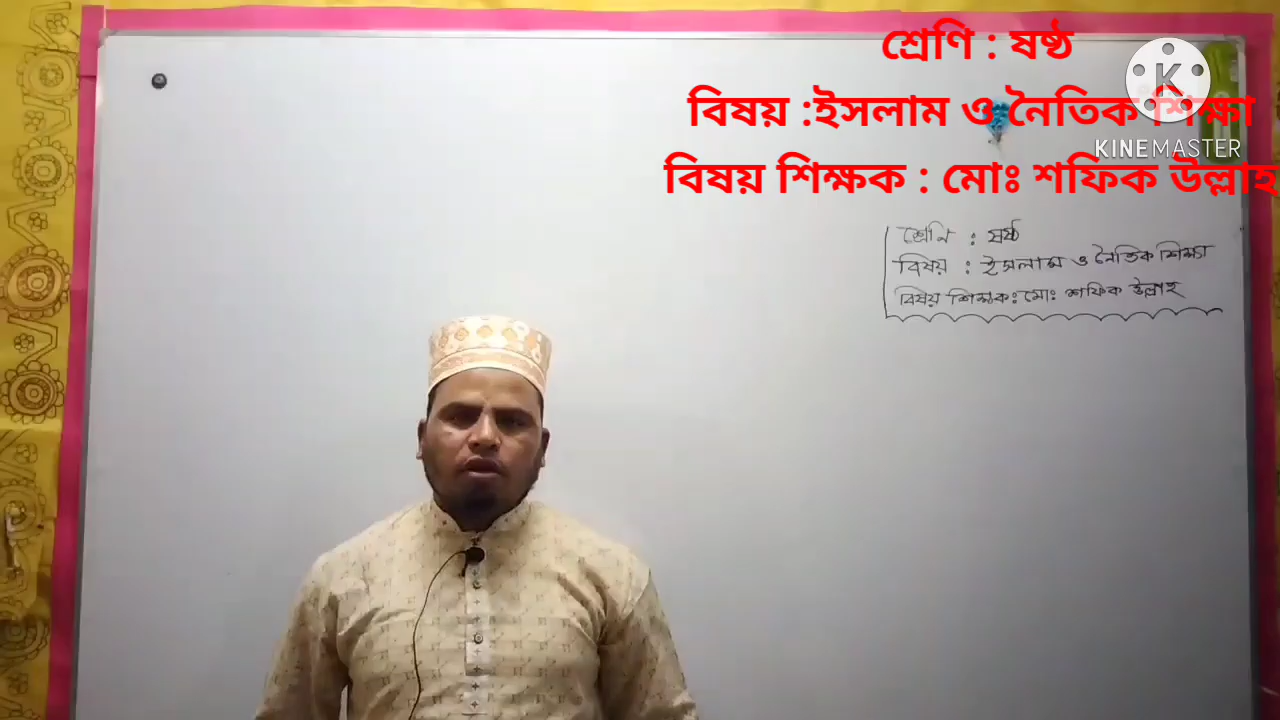 শ্রেণি : ষষ্ঠ
বিষয় :ইসলাম ও নৈতিক শিক্ষা
বিষয় শিক্ষক : মোঃ শফিক উল্লাহ
K
KINEMASTER
শ্রেণি : ষষ্ঠ
বিষয় : ইসলাম ও নৈতিক শিক্ষা
বিষয় শিক্ষক: মোঃ শফিক উল্লাহ